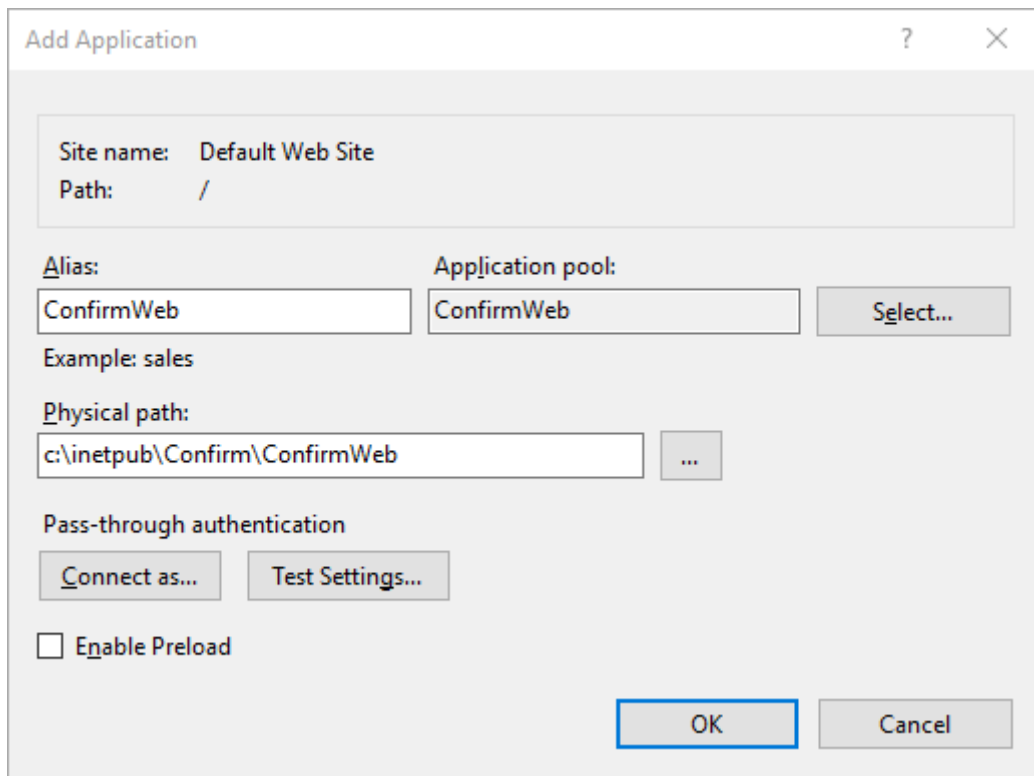 Add Application
?
Site name: Default Web Site
Path: /
Alias: Application pool:
ConfirmWeb ConfirmWeb Select...
Example: sales
Physical path:
c:\inetpub\Confirm\ConfirmWeb ...
Pass-through authentication
Connect as... Test Settings...
Enable Preload
OK Cancel